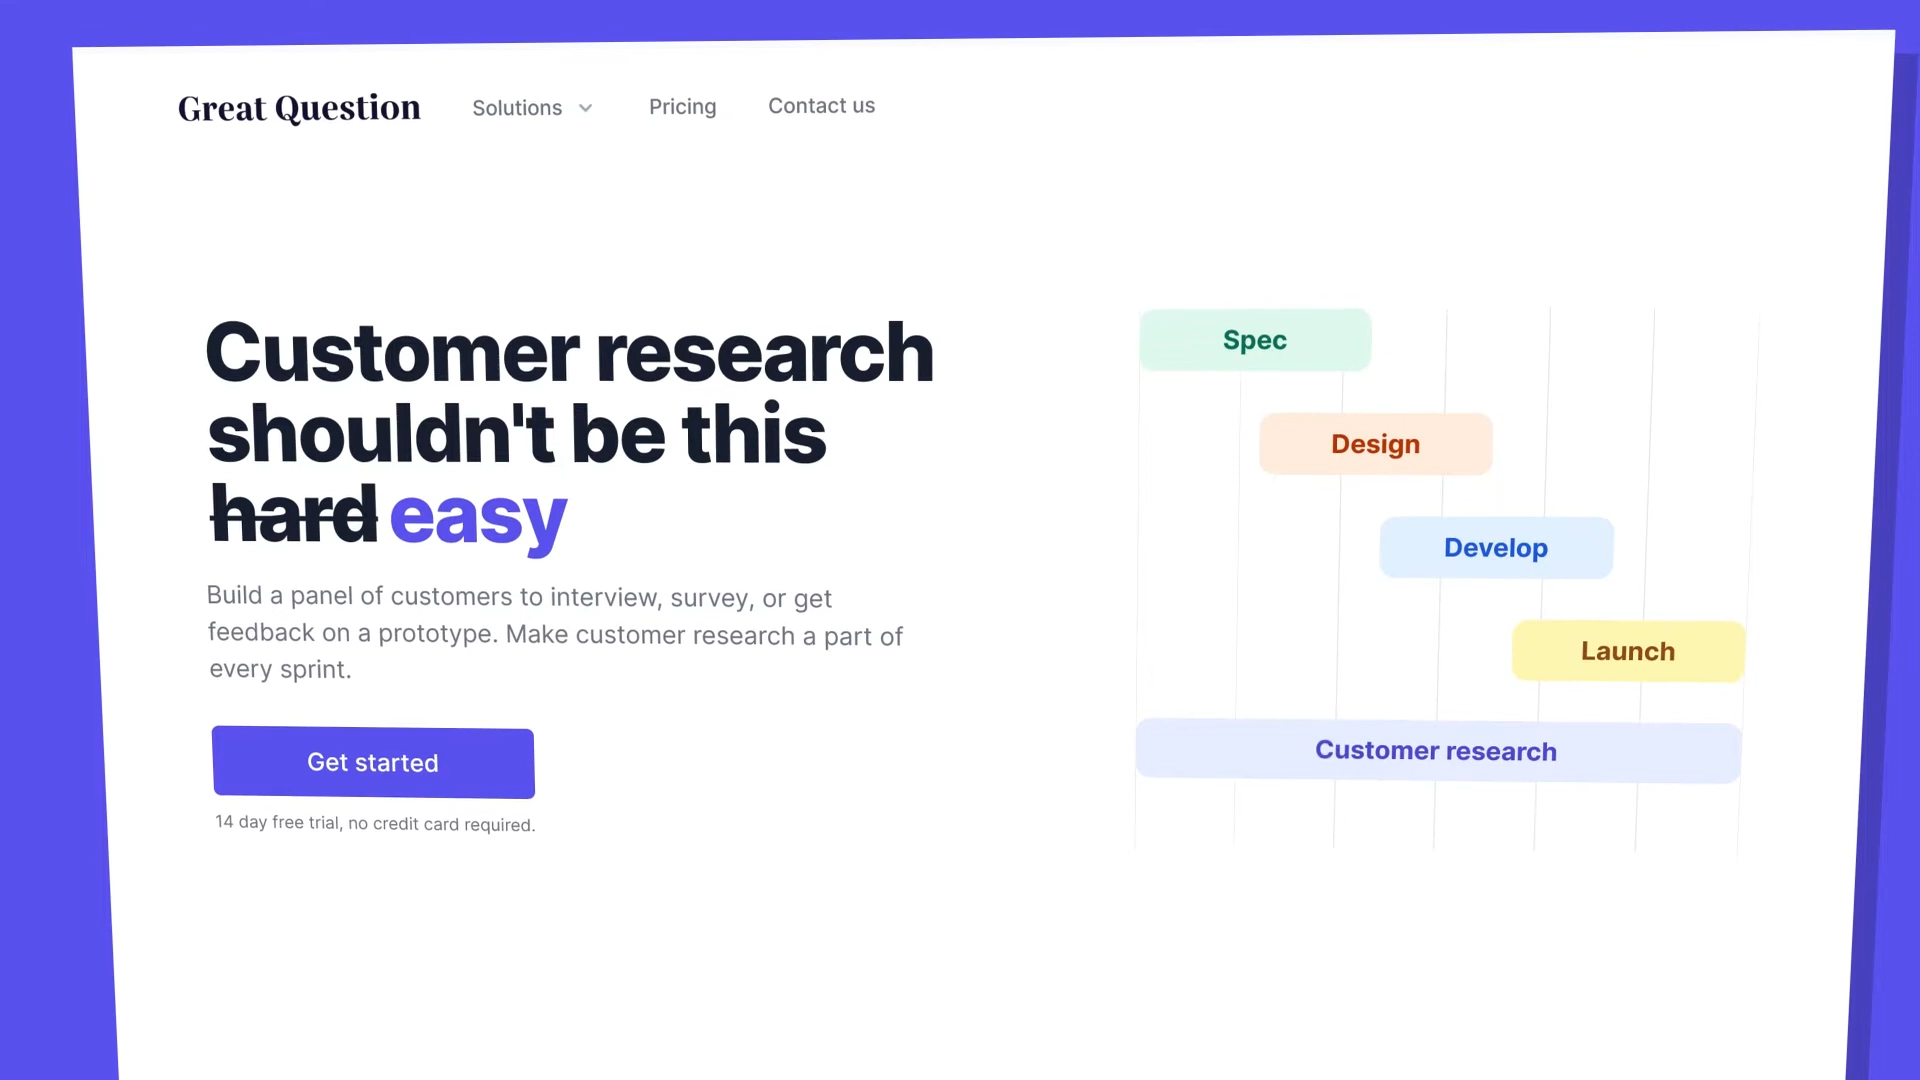 Great Question Solutions Pricing Contact us
Customer research
shouldn't be this
hard easy
Build a panel of customers to interview, survey, or get
feedback on a prototype. Make customer research a part of
every sprint.
Get started
14 day free trial, no credit card required.
Spec
Design
Develop
Launch
Customer research